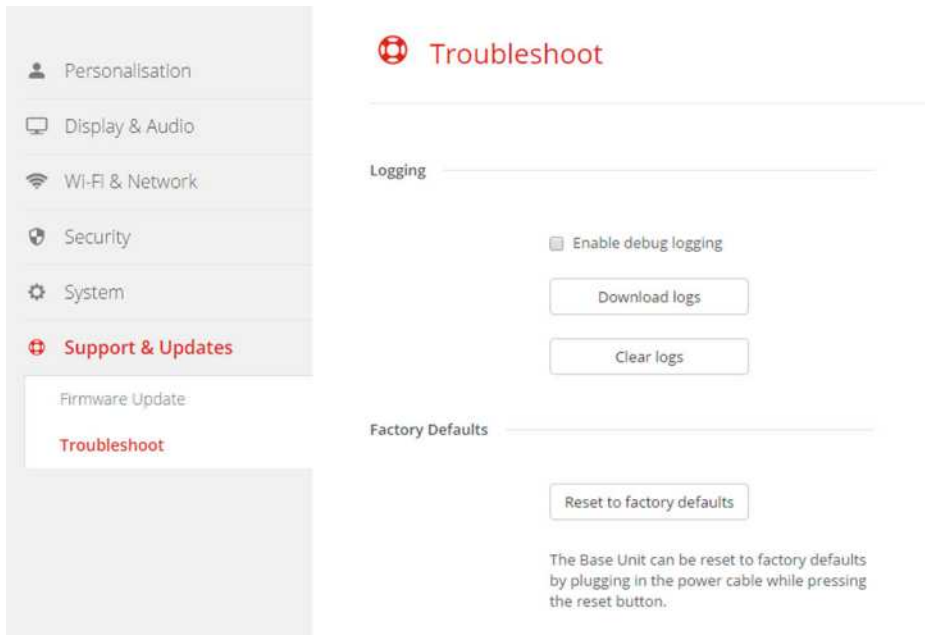 Personalisation
Display & Audio
Wi-Fi & Network
Security
System
Support & Updates
Firmware Update
Troubleshoot
Troubleshoot
Logging
Enable debug logging
Download logs
Clear logs
Factory Defaults
Reset to factory defaults
The Base Unit can be reset to factory defaults
by plugging in the power cable while pressing
the reset button.